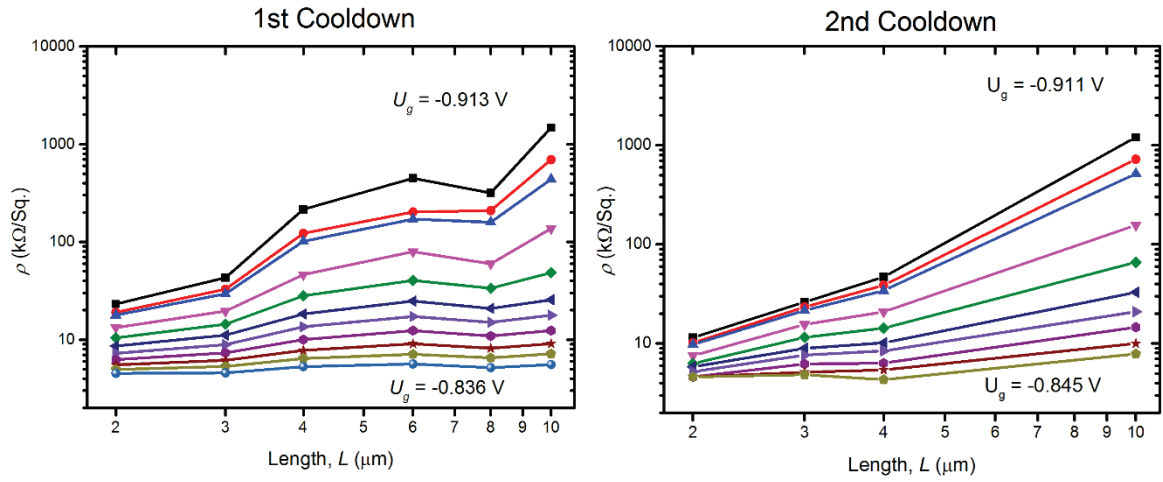 1st Cooldown
10000
1000
100
10
ρ (kΩ/Sq.)
U_g = -0.913 V
U_g = -0.836 V
2 3 4 5 6 7 8 9 10
Length, L (μm)
2nd Cooldown
10000
1000
100
10
ρ (kΩ/Sq.)
U_g = -0.911 V
U_g = -0.845 V
2 3 4 5 6 7 8 9 10
Length, L (μm)